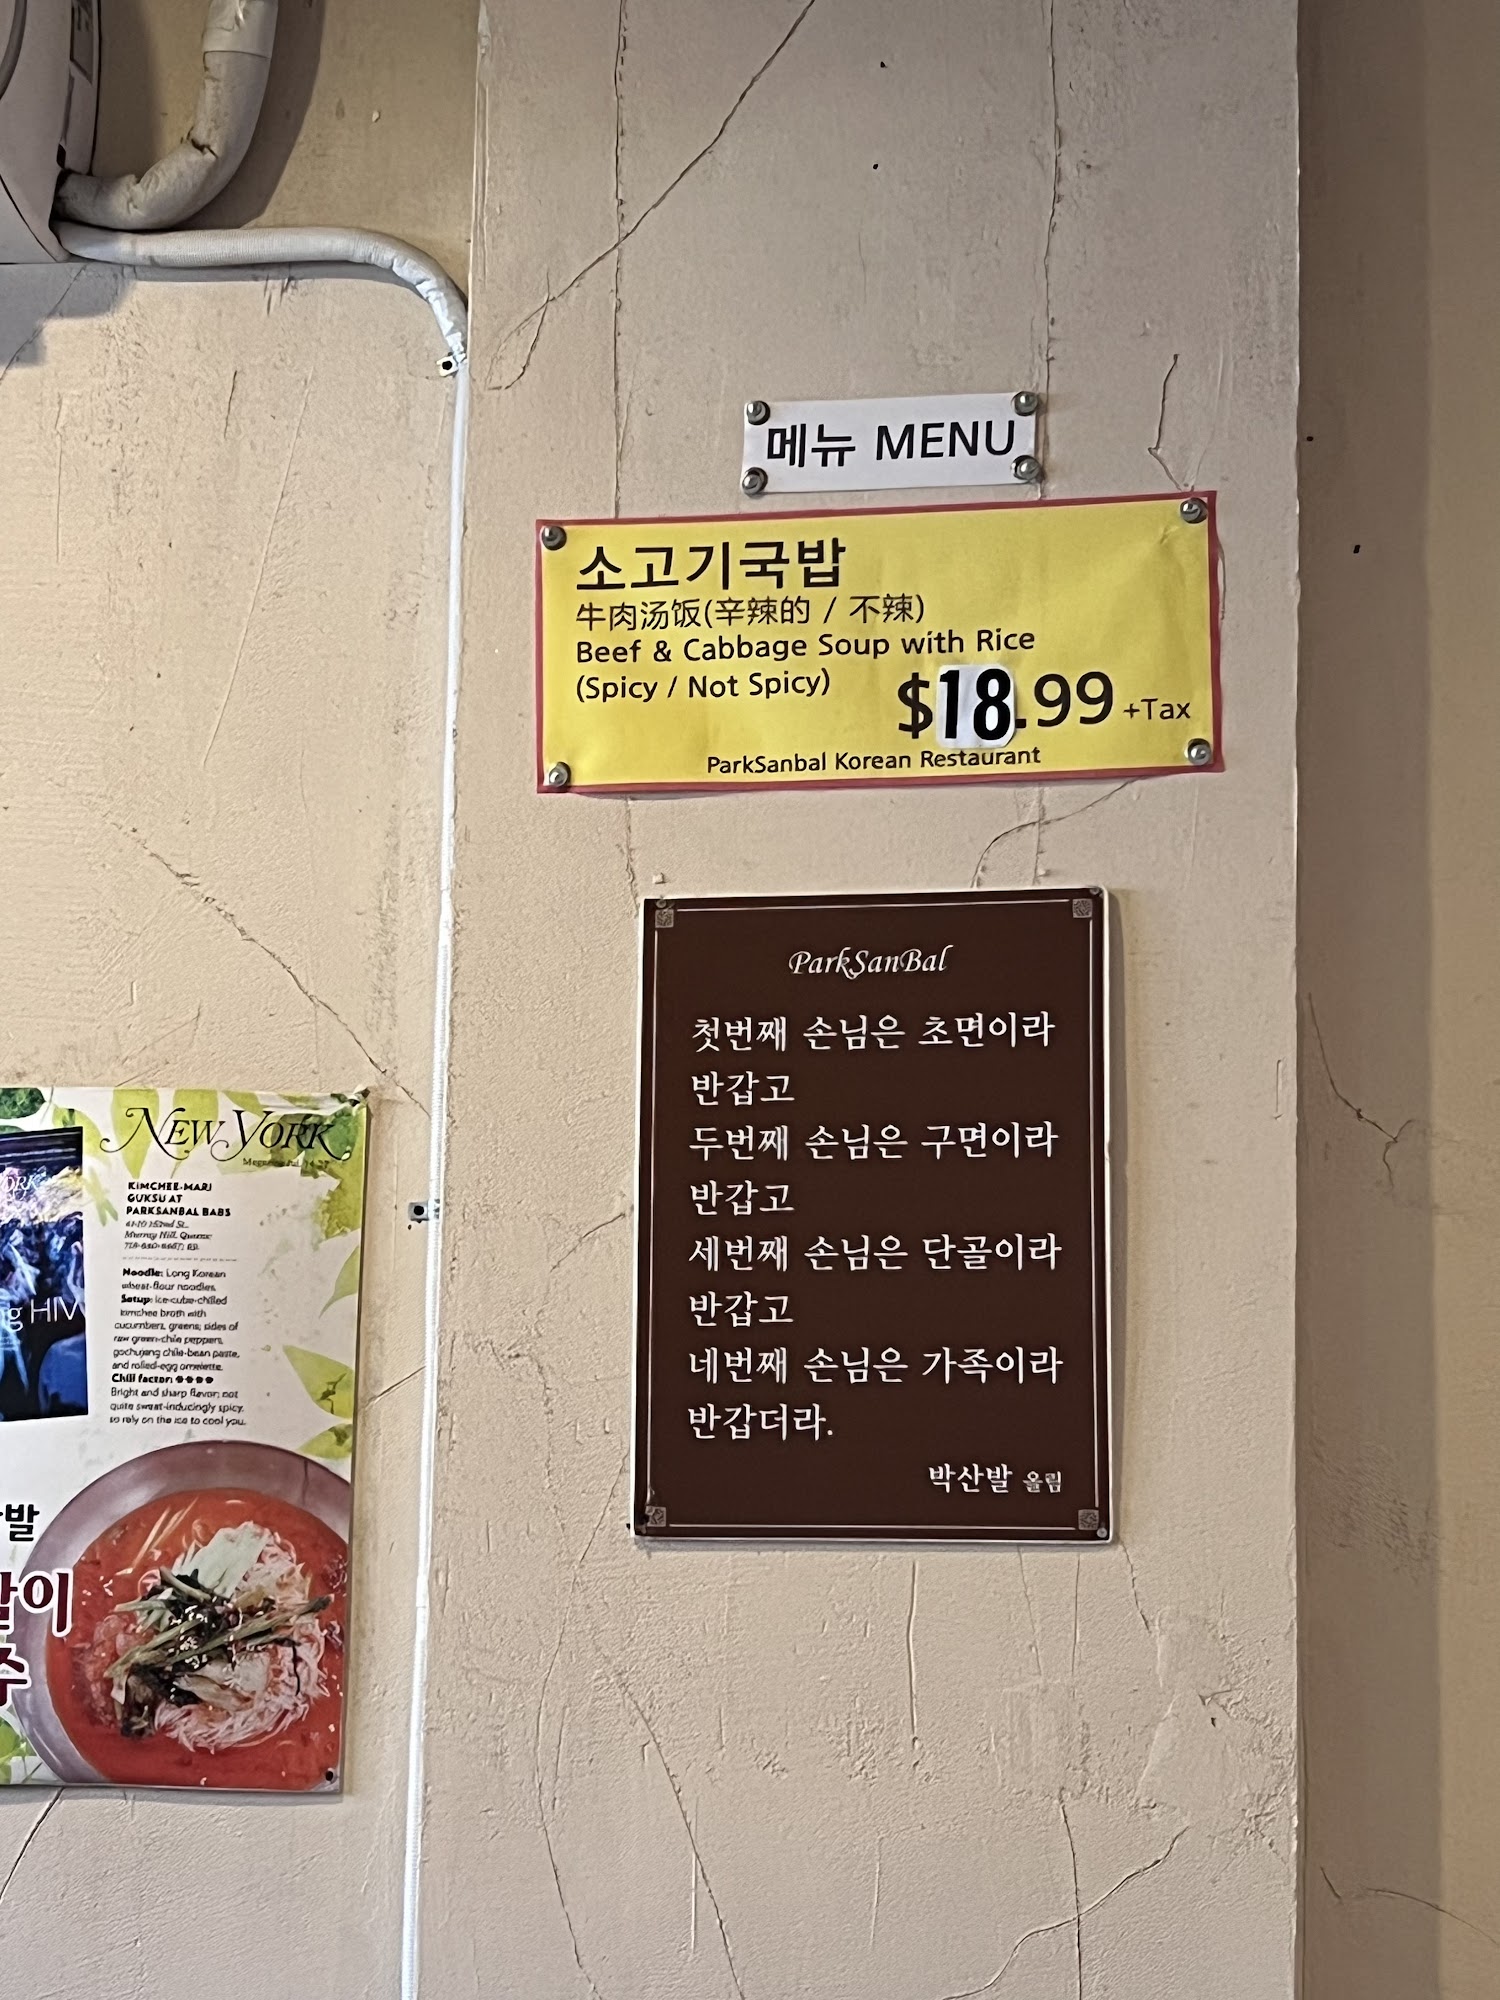 메뉴 MENU
소고기국밥
牛肉汤饭(辛辣的 / 不辣)
Beef & Cabbage Soup with Rice
(Spicy / Not Spicy)
$18.99 +Tax
ParkSanbal Korean Restaurant
ParkSanBal
첫번째 손님은 초면이라
반갑고
두번째 손님은 구면이라
반갑고
세번째 손님은 단골이라
반갑고
네번째 손님은 가족이라
반갑더라.
박산발 올림
NEW YORK
KIMCHEE-MARI
GUKSU AT
PARKSANBAL BABS
Murray Hill, Queens
Noodle: Long Korean
wheat-flour noodles.
Setup: Ice-cube-chilled
kimchee broth with
cucumbers, greens; sides of
raw green-chile peppers,
gochujang chile-bean paste,
and rolled-egg omelette.
Chili factor:
Bright and sharp flavor; not
quite sweat-inducingly spicy,
so rely on the ice to cool you.
HIV
발
말이